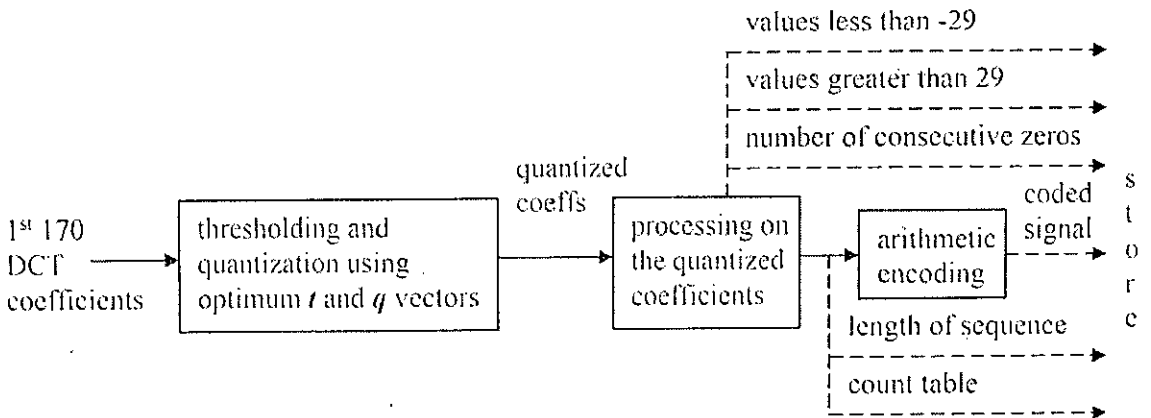 values less than -29
values greater than 29
number of consecutive zeros
quantized
coeffs
1st 170
DCT
coefficients
thresholding and
quantization using
optimum t and q vectors
processing on
the quantized
coefficients
arithmetic
encoding
coded
signal
s
t
o
r
e
length of sequence
count table